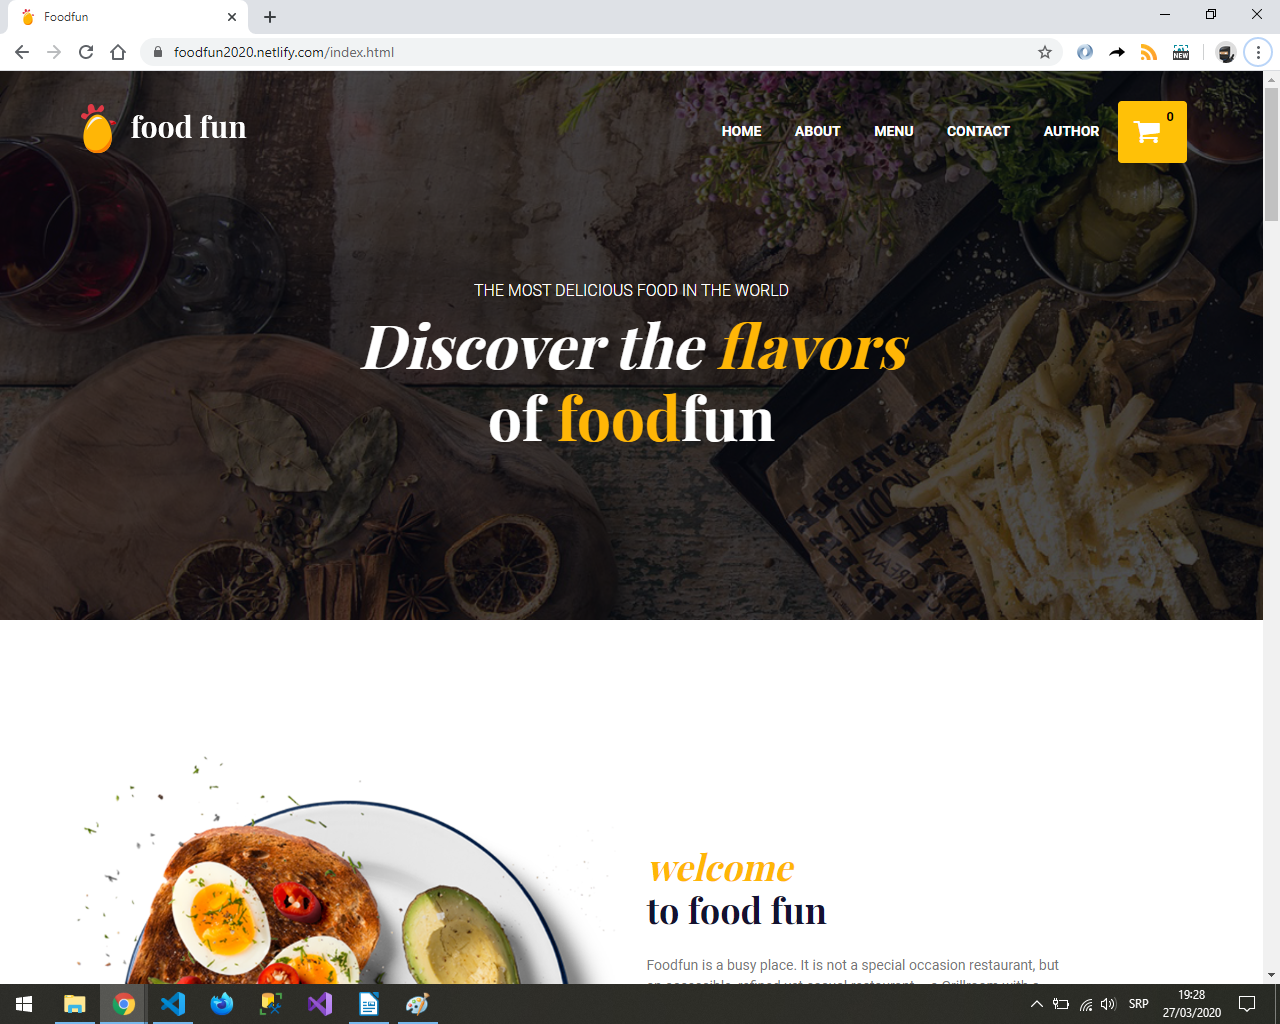 Foodfun
foodfun2020.netlify.com/index.html
NEW
food fun
HOME
ABOUT
MENU
CONTACT
AUTHOR
0
THE MOST DELICIOUS FOOD IN THE WORLD
Discover the flavors
of foodfun
welcome
to food fun
Foodfun is a busy place. It is not a special occasion restaurant, but
SRP
19:28
27/03/2020